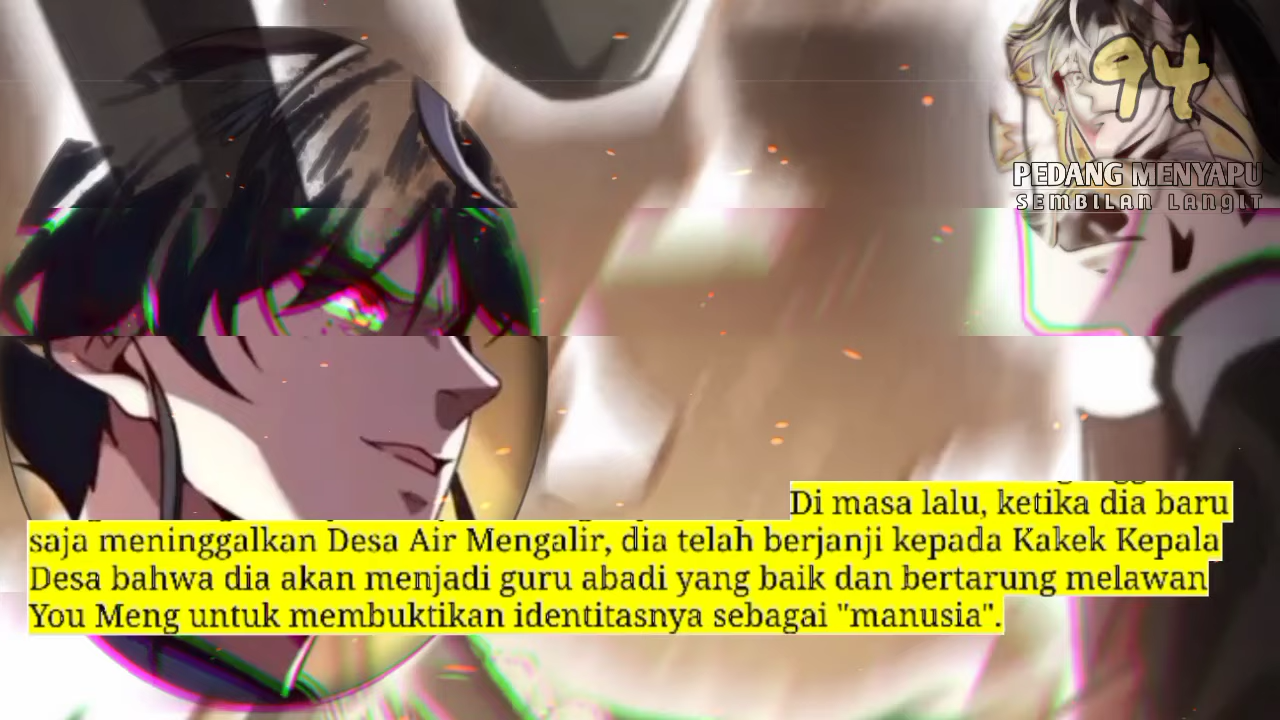 94
PEDANG MENYAPU
SEMBILAN LANGIT
Di masa lalu, ketika dia baru
saja meninggalkan Desa Air Mengalir, dia telah berjanji kepada Kakek Kepala
Desa bahwa dia akan menjadi guru abadi yang baik dan bertarung melawan
You Meng untuk membuktikan identitasnya sebagai "manusia".